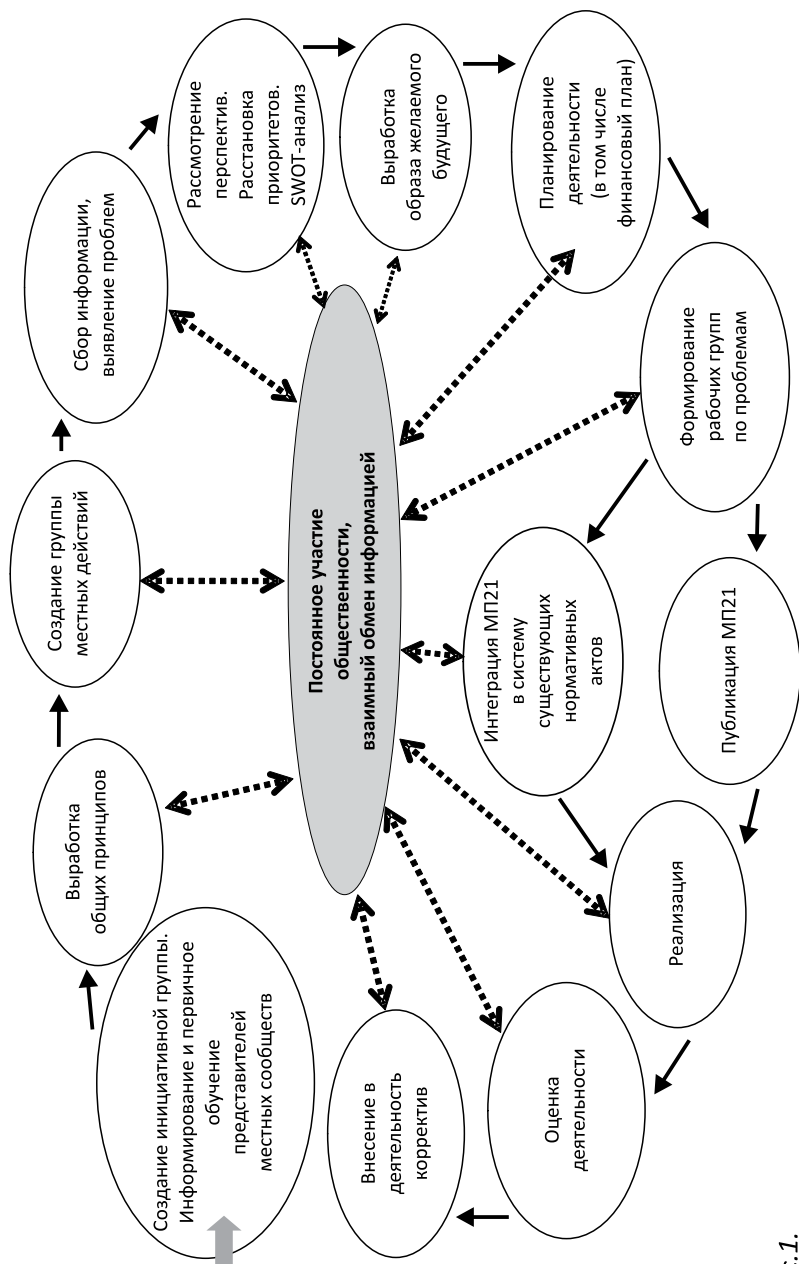 Создание инициативной группы.
Информирование и первичное
обучение
представителей
местных сообществ
Выработка
общих принципов
Создание группы
местных действий
Сбор информации,
выявление проблем
Рассмотрение
перспектив.
Расстановка
приоритетов.
SWOT-анализ
Выработка
образа желаемого
будущего
Планирование
деятельности
(в том числе
финансовый план)
Формирование
рабочих групп
по проблемам
Интеграция МП21
в систему
существующих
нормативных
актов
Публикация МП21
Реализация
Оценка
деятельности
Внесение в
деятельность
корректив
Постоянное участие
общественности,
взаимный обмен информацией
.1.